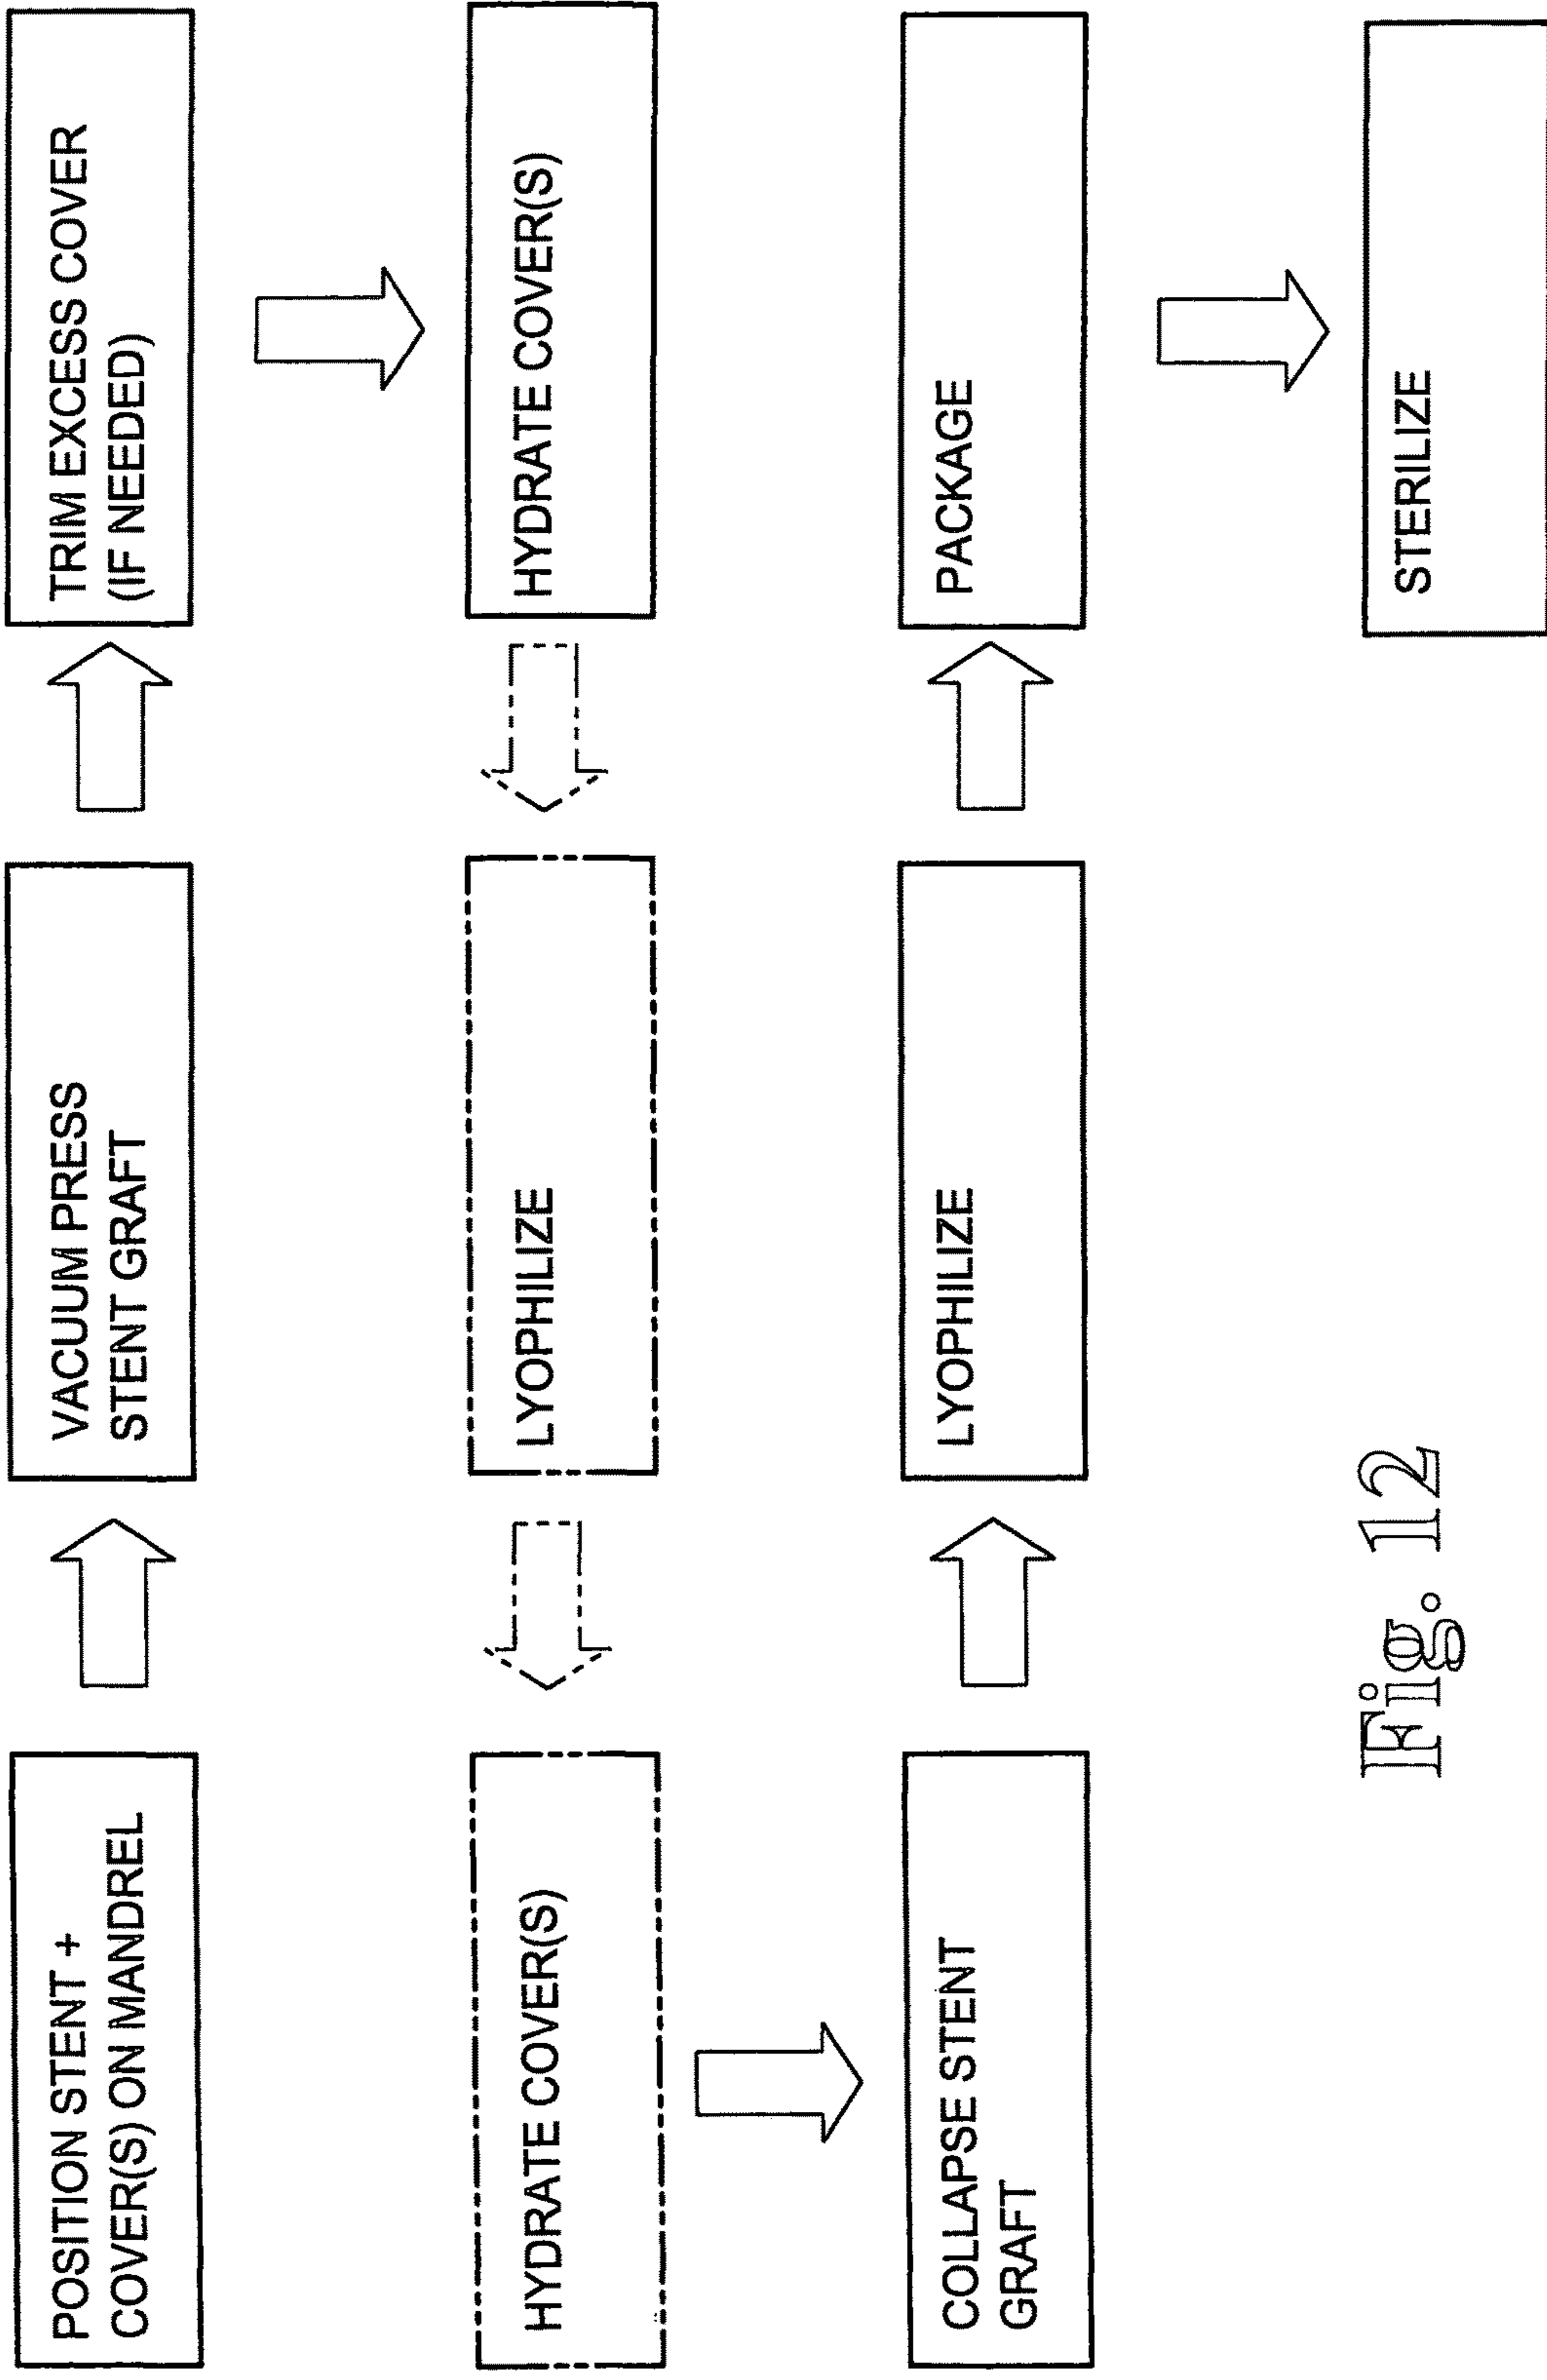 POSITION STENT +
COVER(S) ON MANDREL
VACUUM PRESS
STENT GRAFT
TRIM EXCESS COVER
(IF NEEDED)
HYDRATE COVER(S)
LYOPHILIZE
HYDRATE COVER(S)
COLLAPSE STENT
GRAFT
LYOPHILIZE
PACKAGE
STERILIZE
Fig. 12